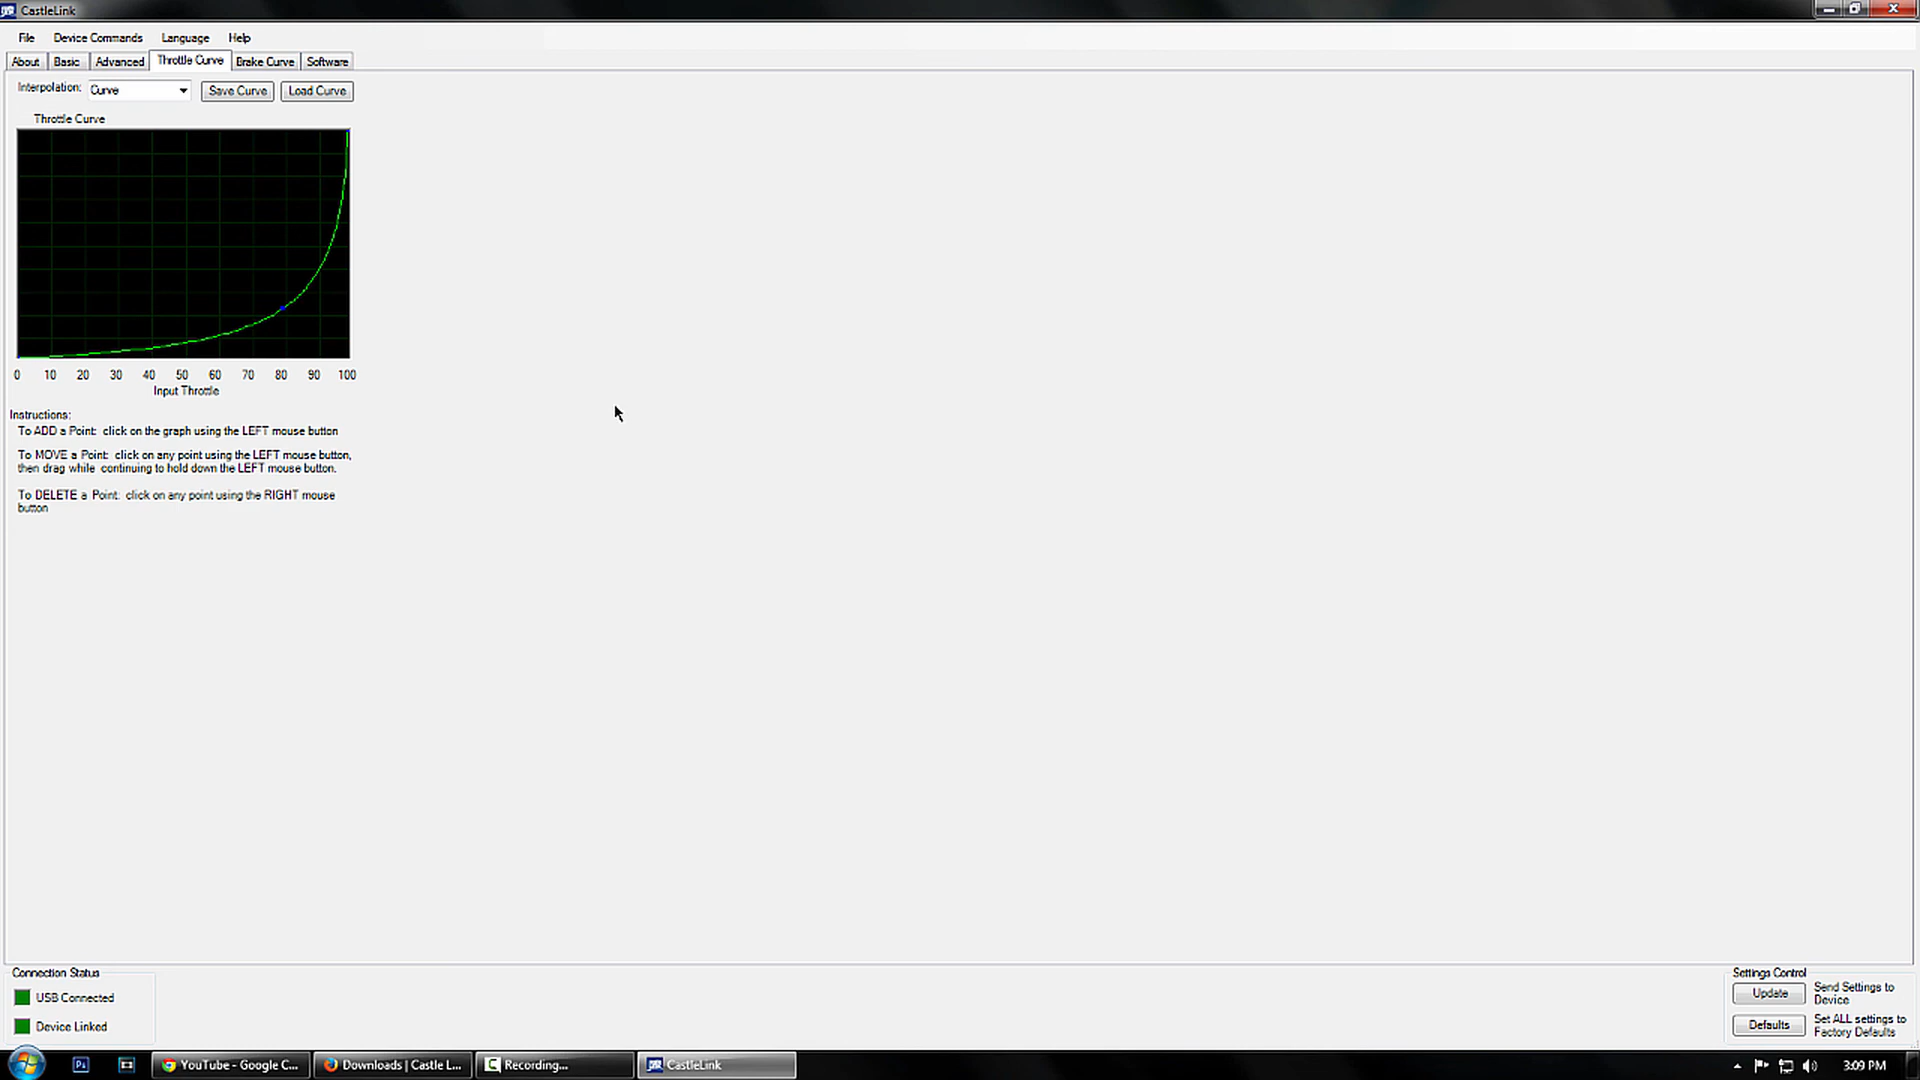 CastleLink
File Device Commands Language Help
About Basic Advanced Throttle Curve Brake Curve Software
Interpolation: Curve Save Curve Load Curve
Throttle Curve
0 10 20 30 40 50 60 70 80 90 100
Input Throttle
Instructions:
To ADD a Point: click on the graph using the LEFT mouse button
To MOVE a Point: click on any point using the LEFT mouse button,
then drag while continuing to hold down the LEFT mouse button.
To DELETE a Point: click on any point using the RIGHT mouse
button
Connection Status
USB Connected
Device Linked
Settings Control
Update Send Settings to
Device
Defaults Set ALL settings to
Factory Defaults
Ps YouTube - Google C... Downloads | Castle L... Recording... CastleLink 3:09 PM